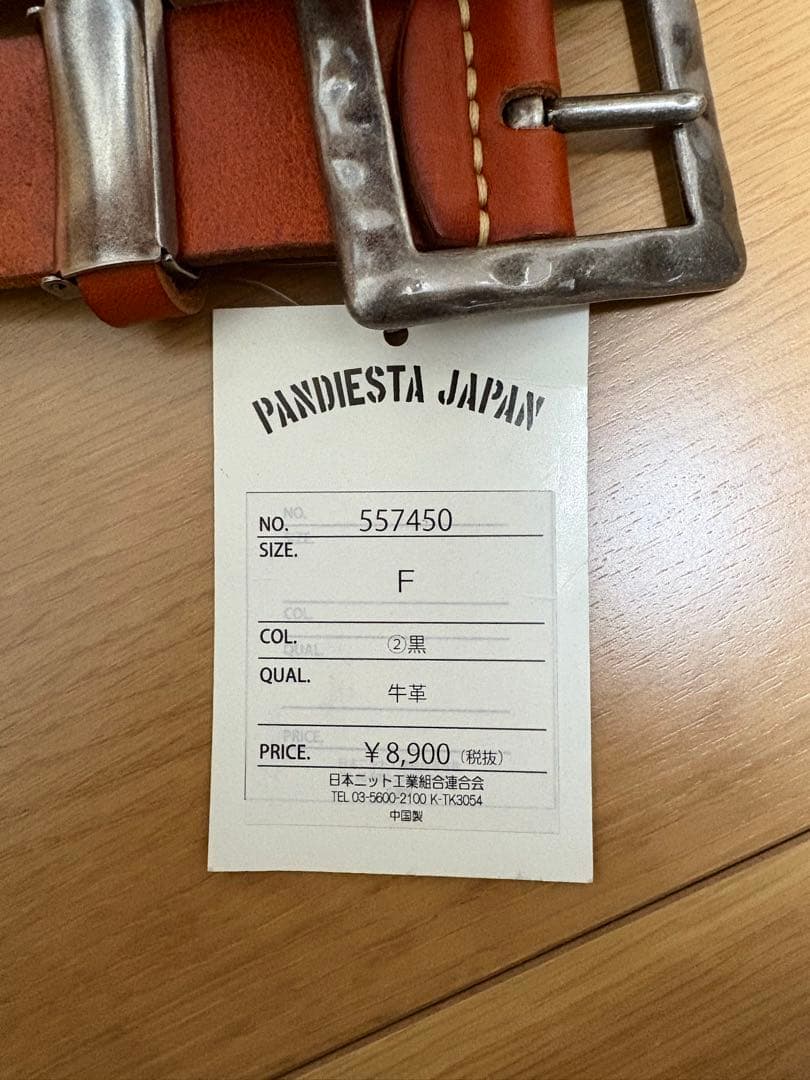 PANDIESTA JAPAN
NO. 557450
SIZE.
F
COL. ②黒
QUAL.
牛革
PRICE. ¥8,900(税抜)
日本ニット工業組合連合会
TEL 03-5600-2100 K-TK3054
中国製